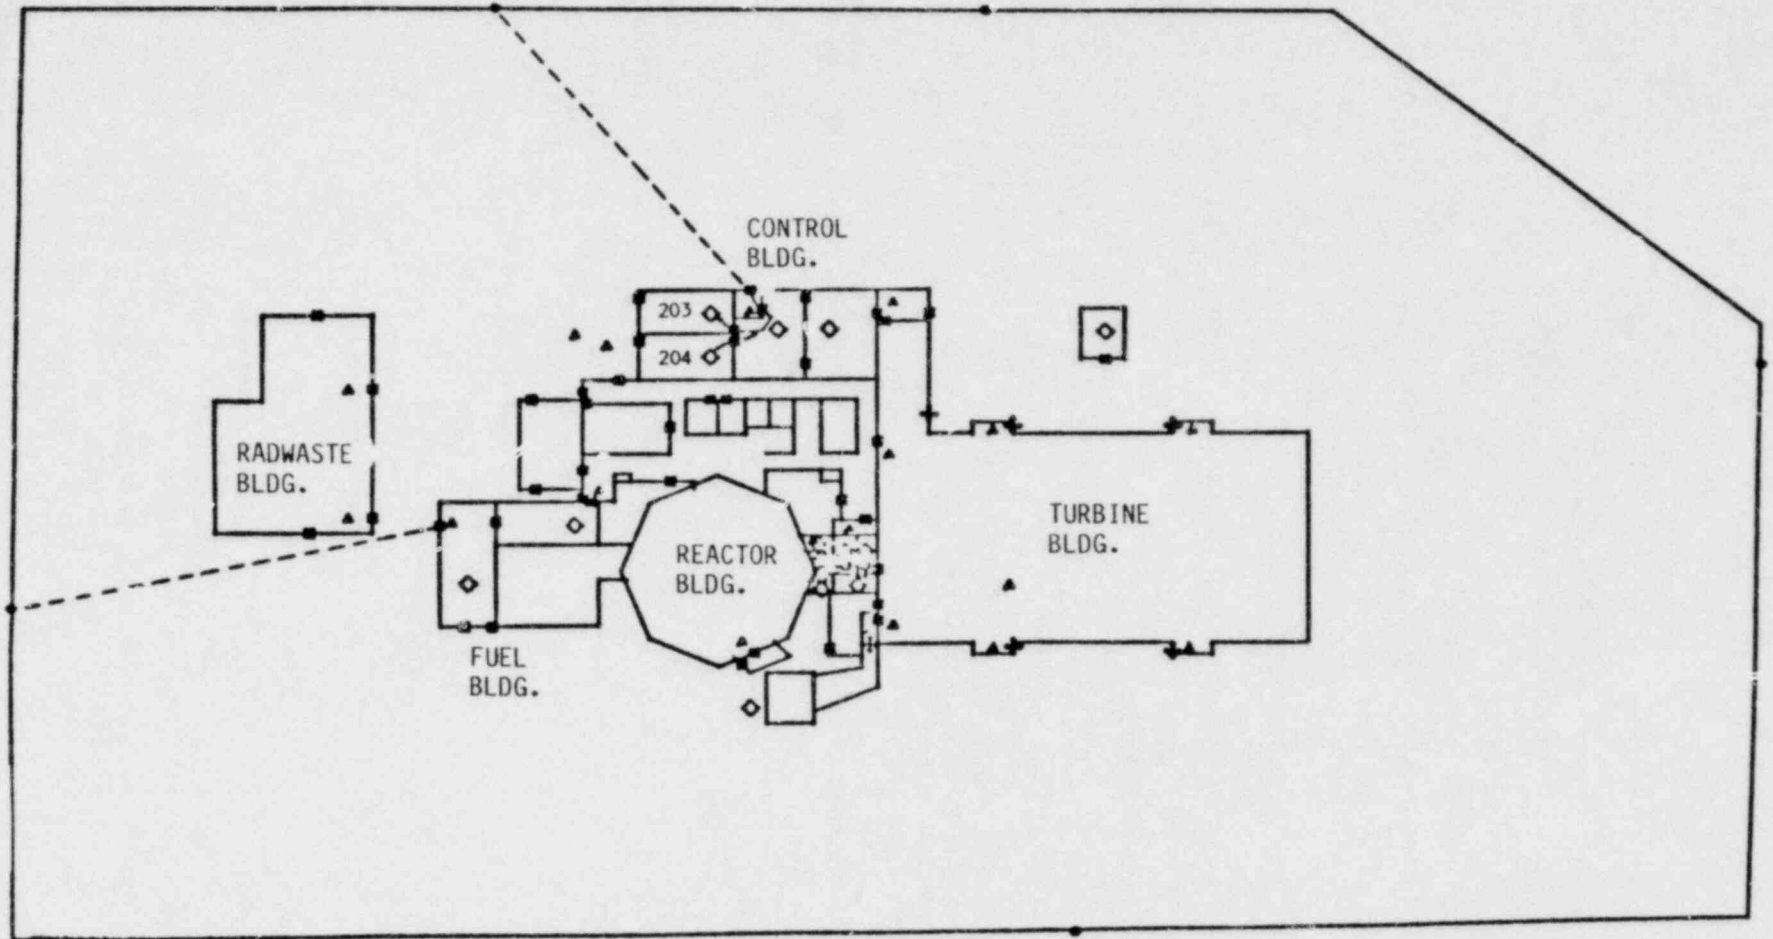 CONTROL
BLDG.
203
204
RADWASTE
BLDG.
TURBINE
BLDG.
REACTOR
BLDG.
FUEL
BLDG.